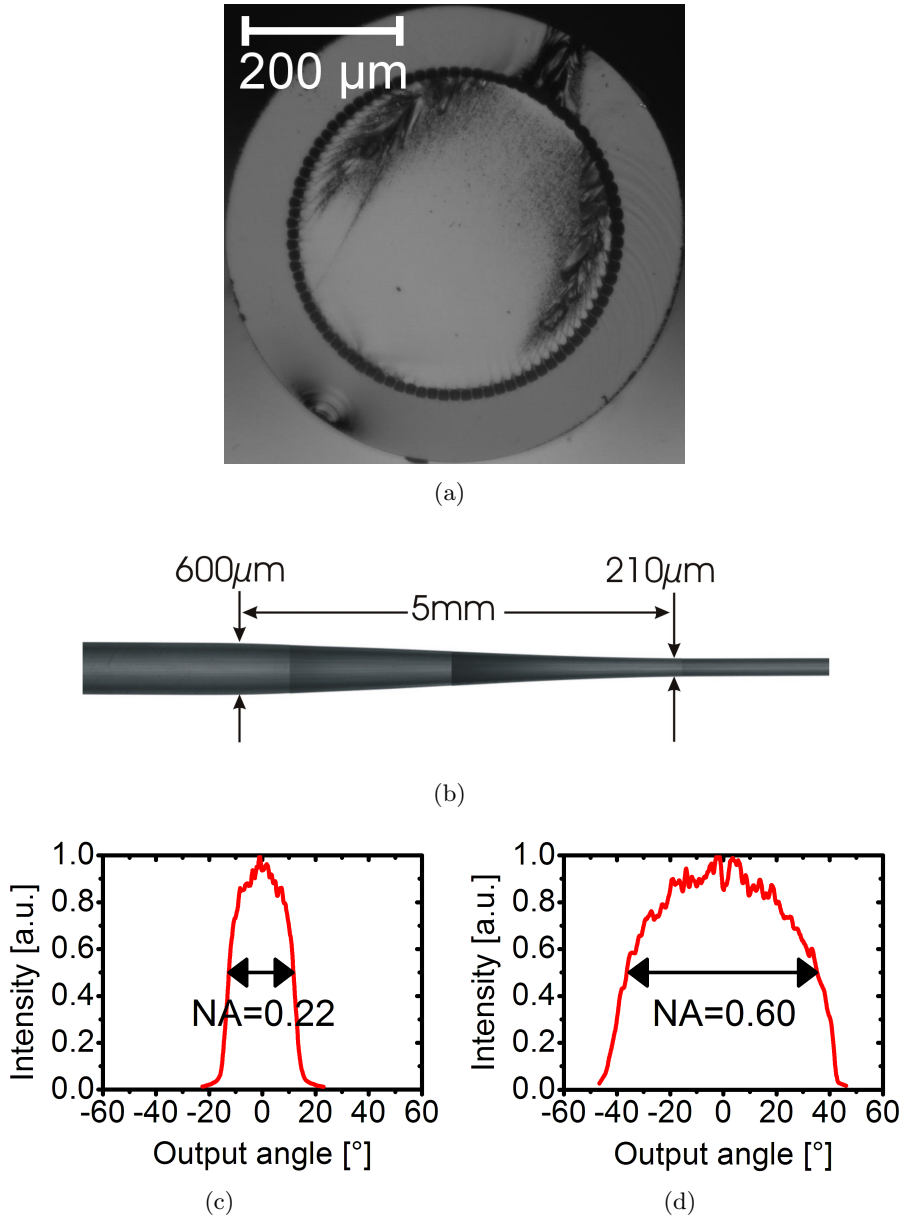 200 µm
(a)
600µm
210µm
5mm
(b)
1.0
0.8
0.6
0.4
0.2
0.0
Intensity [a.u.]
NA=0.22
-60 -40 -20 0 20 40 60
Output angle [°]
(c)
1.0
0.8
0.6
0.4
0.2
0.0
Intensity [a.u.]
NA=0.60
-60 -40 -20 0 20 40 60
Output angle [°]
(d)